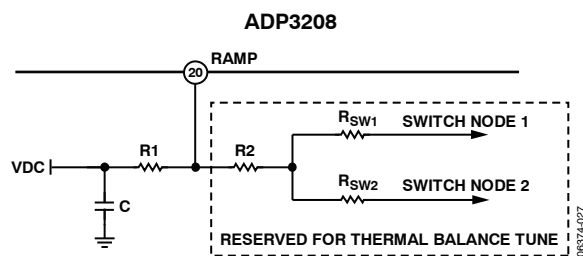 ADP3208
20 RAMP
RSW1 SWITCH NODE 1
VDC R1 R2
RSW2 SWITCH NODE 2
C
RESERVED FOR THERMAL BALANCE TUNE
06374-027